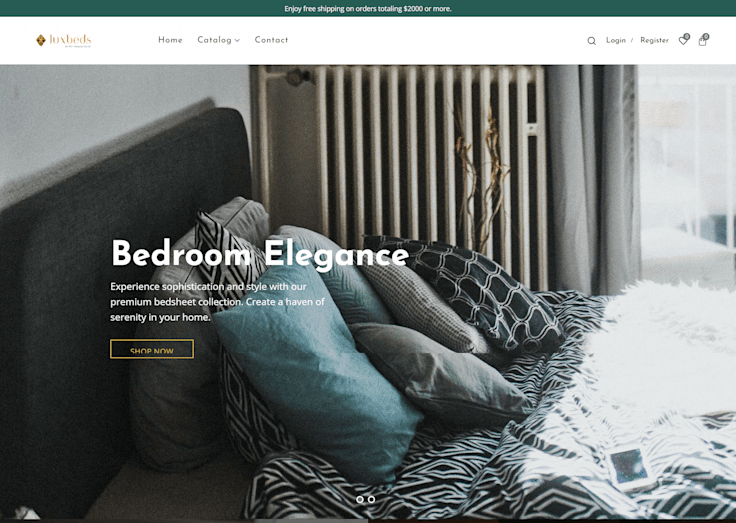 Enjoy free shipping on orders totaling $2000 or more.
luxbeds
Home Catalog Contact
Login / Register
0 0
Bedroom Elegance
Experience sophistication and style with our
premium bedsheet collection. Create a haven of
serenity in your home.
SHOP NOW